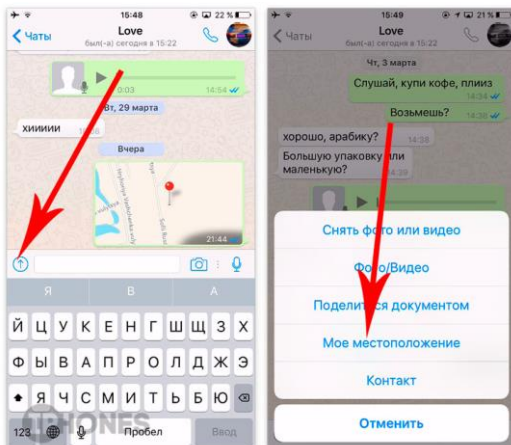 15:48
22 %
Чаты
Love
был(-а) сегодня в 15:22
0:03
14:54
Вт, 29 марта
хиииии
Вчера
21:44
Я
В
А
Й Ц У К Е Н Г Ш Щ З Х
Ф Ы В А П Р О Л Д Ж Э
Я Ч С М И Т Ь Б Ю
123
Пробел
Ввод
15:49
21 %
Чаты
Love
был(-а) сегодня в 15:22
Чт, 3 марта
Слушай, купи кофе, плииз
14:34
Возьмешь?
хорошо, арабику?
14:38
Большую упаковку или
маленькую?
Снять фото или видео
Фото/Видео
Поделиться документом
Мое местоположение
Контакт
Отменить